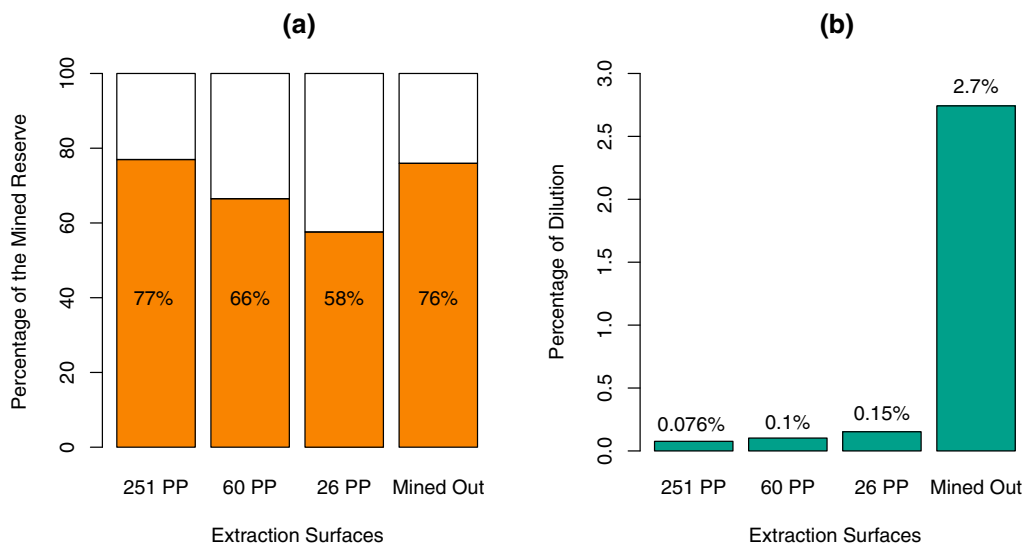 (a)
Percentage of the Mined Reserve
100
80
60
40
20
0
77%
66%
58%
76%
251 PP
60 PP
26 PP
Mined Out
Extraction Surfaces
(b)
Percentage of Dilution
3.0
2.5
2.0
1.5
1.0
0.5
0.0
0.076%
0.1%
0.15%
2.7%
251 PP
60 PP
26 PP
Mined Out
Extraction Surfaces